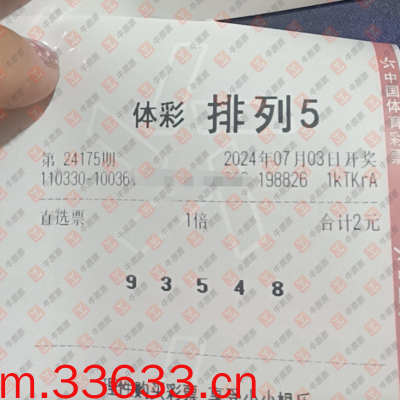 体彩 排列5
第 24175期 2024年07月03日开奖
110330-10036 198826 1kTKrA
直选票 1倍 合计2元
9 3 5 4 8
中国体育彩票
m.33633.cn